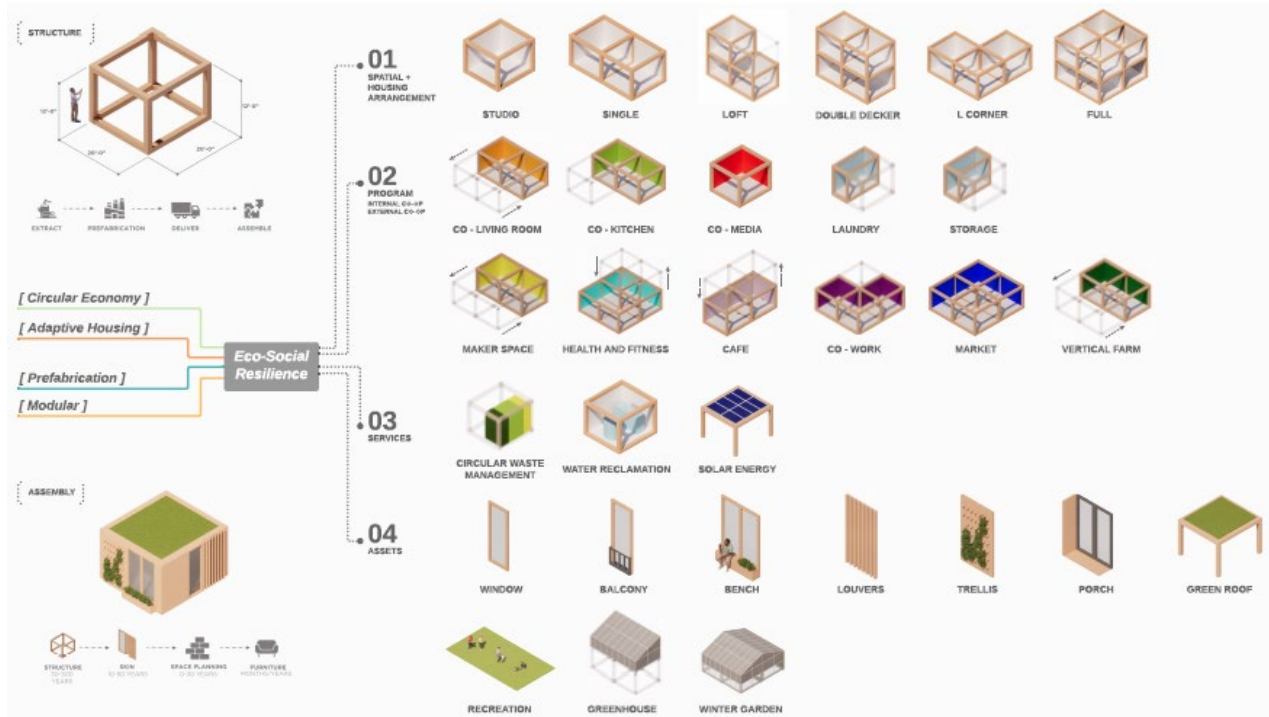 STRUCTURE
EXTRACT
PREFABRICATION
DELIVER
ASSEMBLE
[ Circular Economy ]
[ Adaptive Housing ]
[ Prefabrication ]
[ Modular ]
Eco-Social
Resilience
ASSEMBLY
STRUCTURE
YEARS
SKIN
SPACE PLANNING
FURNITURE
MONTHS/YEARS
01
SPATIAL +
HOUSING
ARRANGEMENT
STUDIO
SINGLE
LOFT
DOUBLE DECKER
L CORNER
FULL
02
PROGRAM
INTERNAL CO-OP
EXTERNAL CO-OP
CO - LIVING ROOM
CO - KITCHEN
CO - MEDIA
LAUNDRY
STORAGE
MAKER SPACE
HEALTH AND FITNESS
CAFE
CO - WORK
MARKET
VERTICAL FARM
03
SERVICES
CIRCULAR WASTE
MANAGEMENT
WATER RECLAMATION
SOLAR ENERGY
04
ASSETS
WINDOW
BALCONY
BENCH
LOUVERS
TRELLIS
PORCH
GREEN ROOF
RECREATION
GREENHOUSE
WINTER GARDEN